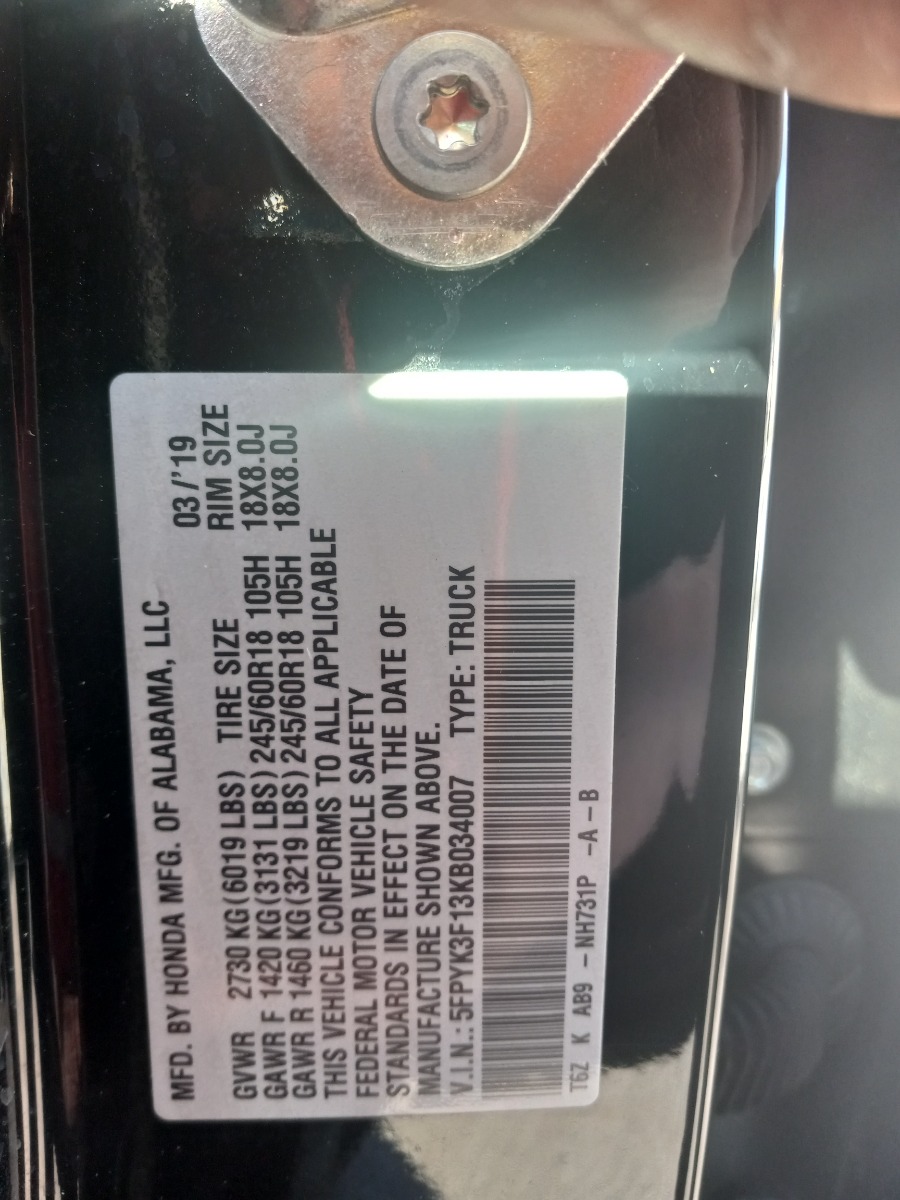 MFD. BY HONDA MFG. OF ALABAMA, LLC
03/'19
GVWR 2730 KG(6019 LBS) TIRE SIZE RIM SIZE
GAWR F 1420 KG(3131 LBS)245/60R18 105H 18X8.0J
GAWR R 1460 KG(3219 LBS)245/60R18 105H 18X8.0J
THIS VEHICLE CONFORMS TO ALL APPLICABLE
FEDERAL MOTOR VEHICLE SAFETY
STANDARDS IN EFFECT ON THE DATE OF
MANUFACTURE SHOWN ABOVE.
V.I.N.: 5FPYK3F13KB034007 TYPE: TRUCK
T6Z K AB9 -NH731P -A-B